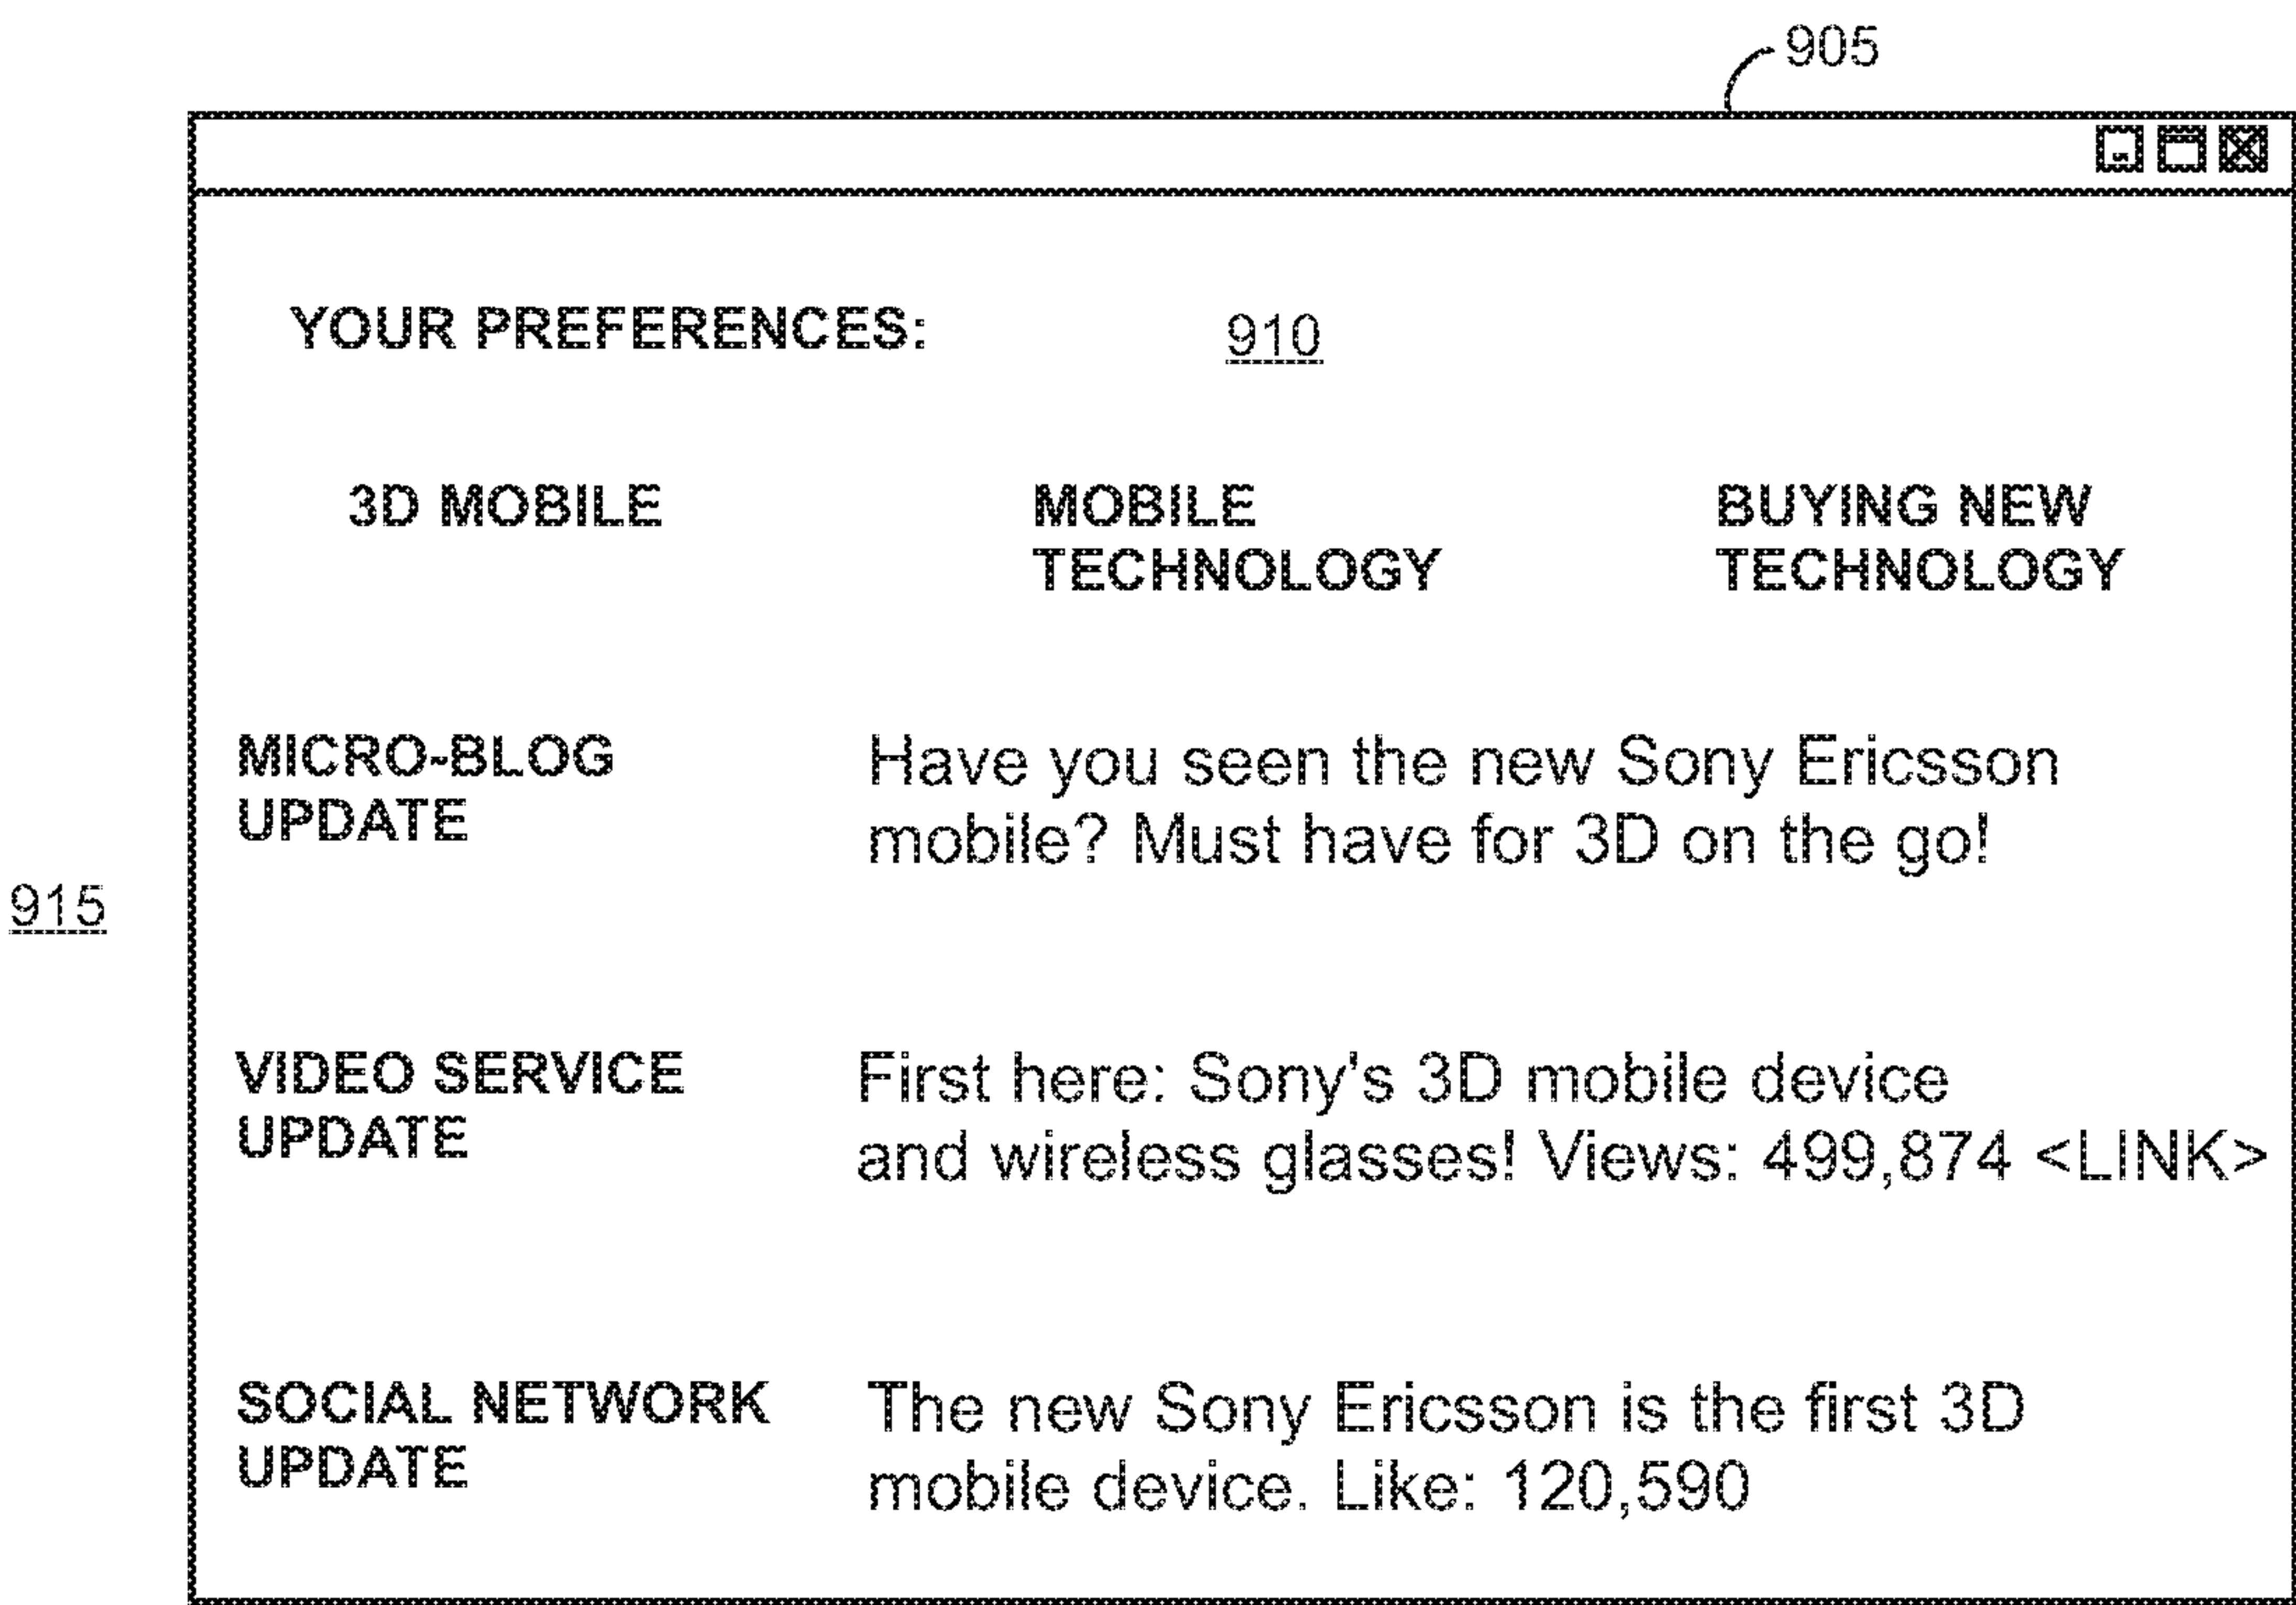 905
YOUR PREFERENCES: 910
3D MOBILE
MOBILE
TECHNOLOGY
BUYING NEW
TECHNOLOGY
MICRO-BLOG
UPDATE
Have you seen the new Sony Ericsson
mobile? Must have for 3D on the go!
915
VIDEO SERVICE
UPDATE
First here: Sony's 3D mobile device
and wireless glasses! Views: 499,874 <LINK>
SOCIAL NETWORK
UPDATE
The new Sony Ericsson is the first 3D
mobile device. Like: 120,590